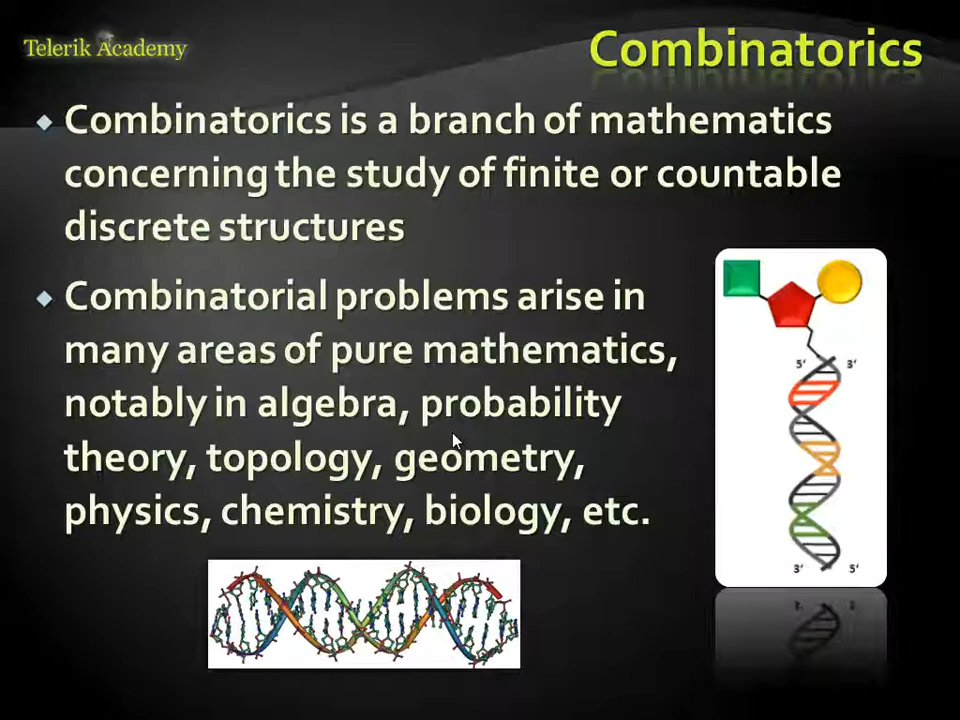 Telerik Academy
Combinatorics
Combinatorics is a branch of mathematics
concerning the study of finite or countable
discrete structures
Combinatorial problems arise in
many areas of pure mathematics,
notably in algebra, probability
theory, topology, geometry,
physics, chemistry, biology, etc.
5' 3'
3' 5'